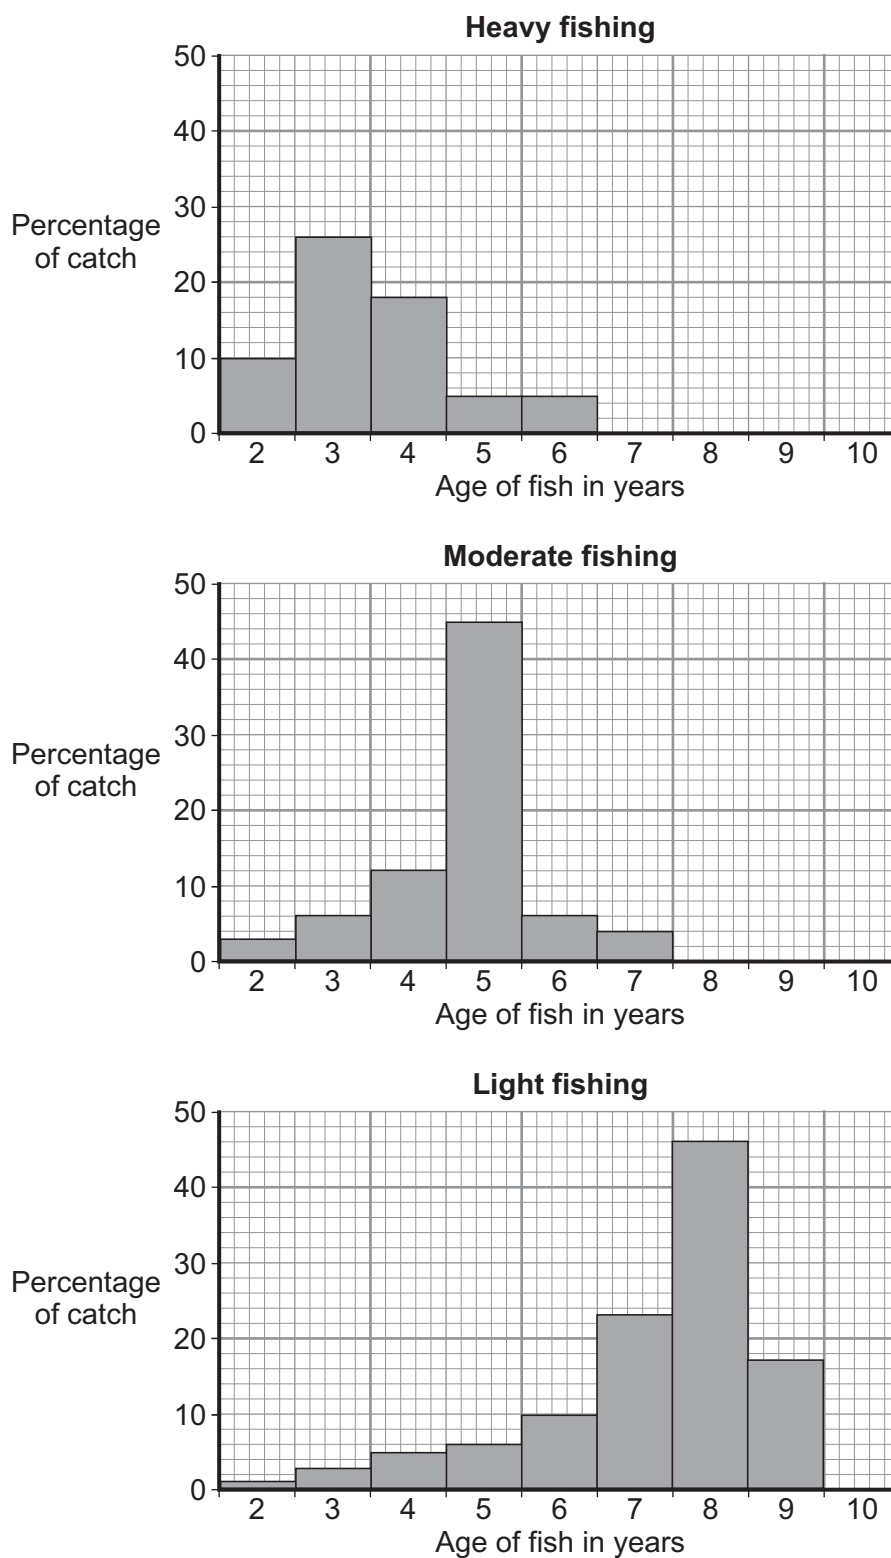 Heavy fishing
50
40
30
20
10
0
Percentage
of catch
2 3 4 5 6 7 8 9 10
Age of fish in years
Moderate fishing
50
40
30
20
10
0
Percentage
of catch
2 3 4 5 6 7 8 9 10
Age of fish in years
Light fishing
50
40
30
20
10
0
Percentage
of catch
2 3 4 5 6 7 8 9 10
Age of fish in years